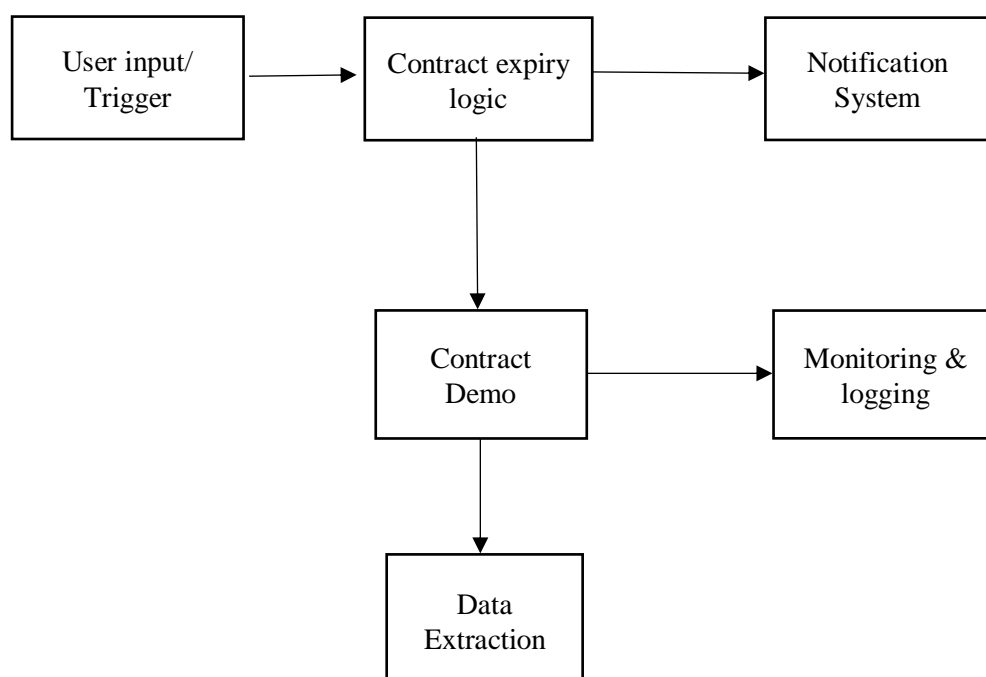 User input/
Trigger
Contract expiry
logic
Notification
System
Contract
Demo
Monitoring &
logging
Data
Extraction